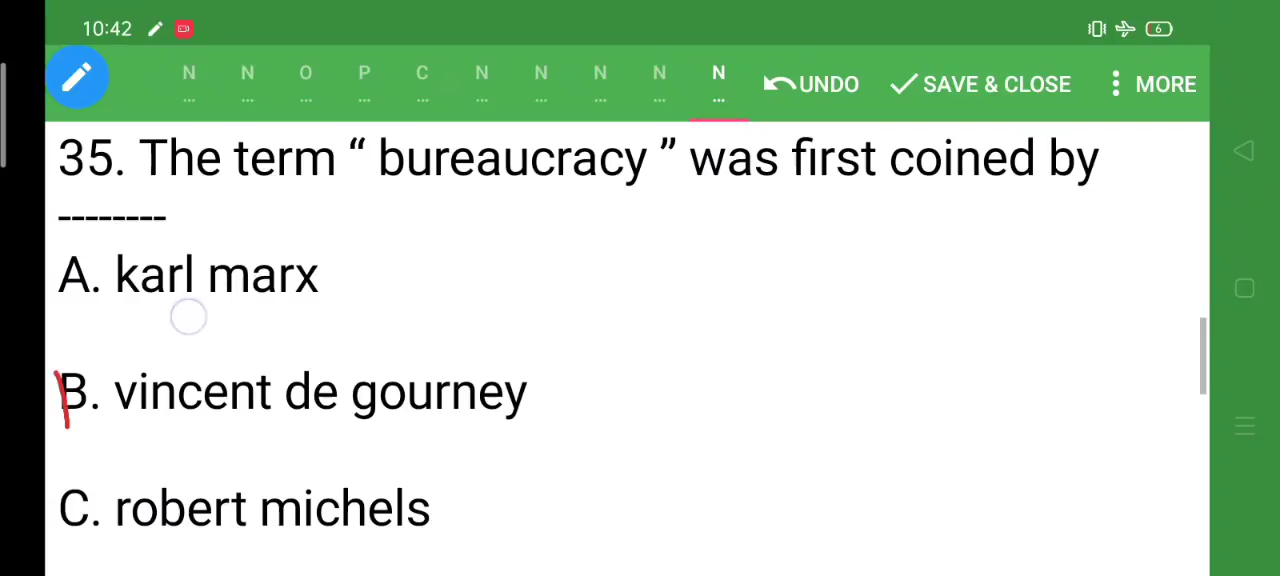 10:42 6
N N O P C N N N N N UNDO SAVE & CLOSE MORE
... ... ... ... ... ... ... ... ... ...
35. The term “ bureaucracy ” was first coined by
--------
A. karl marx
B. vincent de gourney
C. robert michels